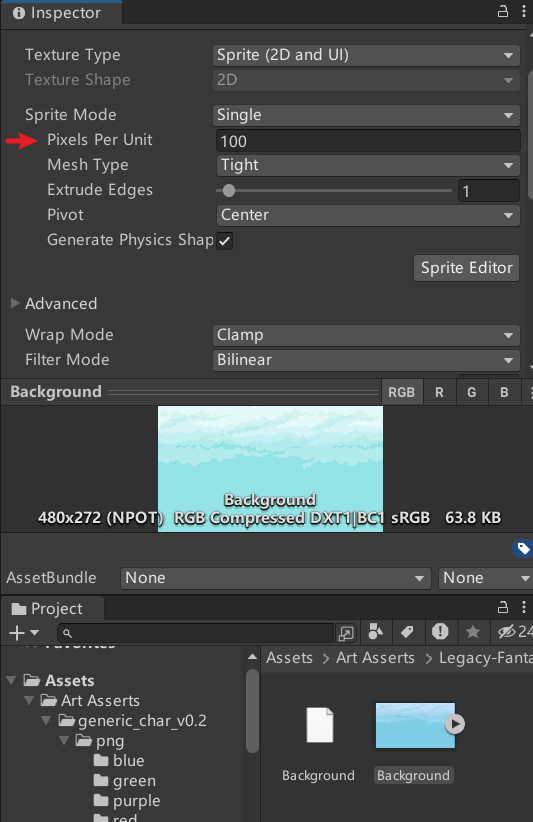 Inspector
Texture Type Sprite (2D and UI)
Texture Shape 2D
Sprite Mode Single
Pixels Per Unit 100
Mesh Type Tight
Extrude Edges 1
Pivot Center
Generate Physics Shap
Sprite Editor
Advanced
Wrap Mode Clamp
Filter Mode Bilinear
Background RGB R G B
Background
480x272 (NPOT) RGB Compressed DXT1|BC1 sRGB 63.8 KB
AssetBundle None None
Project
24
Favorites
Assets > Art Asserts > Legacy-Fanta
Assets
Art Asserts
generic_char_v0.2
png
blue
green
purple
red
Background Background